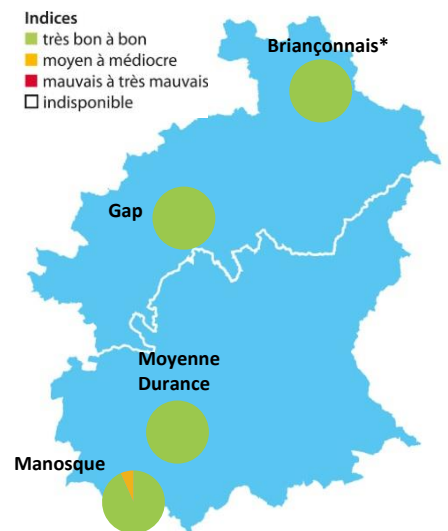 Indices
très bon à bon
moyen à médiocre
mauvais à très mauvais
indisponible
Briançonnais*
Gap
Moyenne
Durance
Manosque